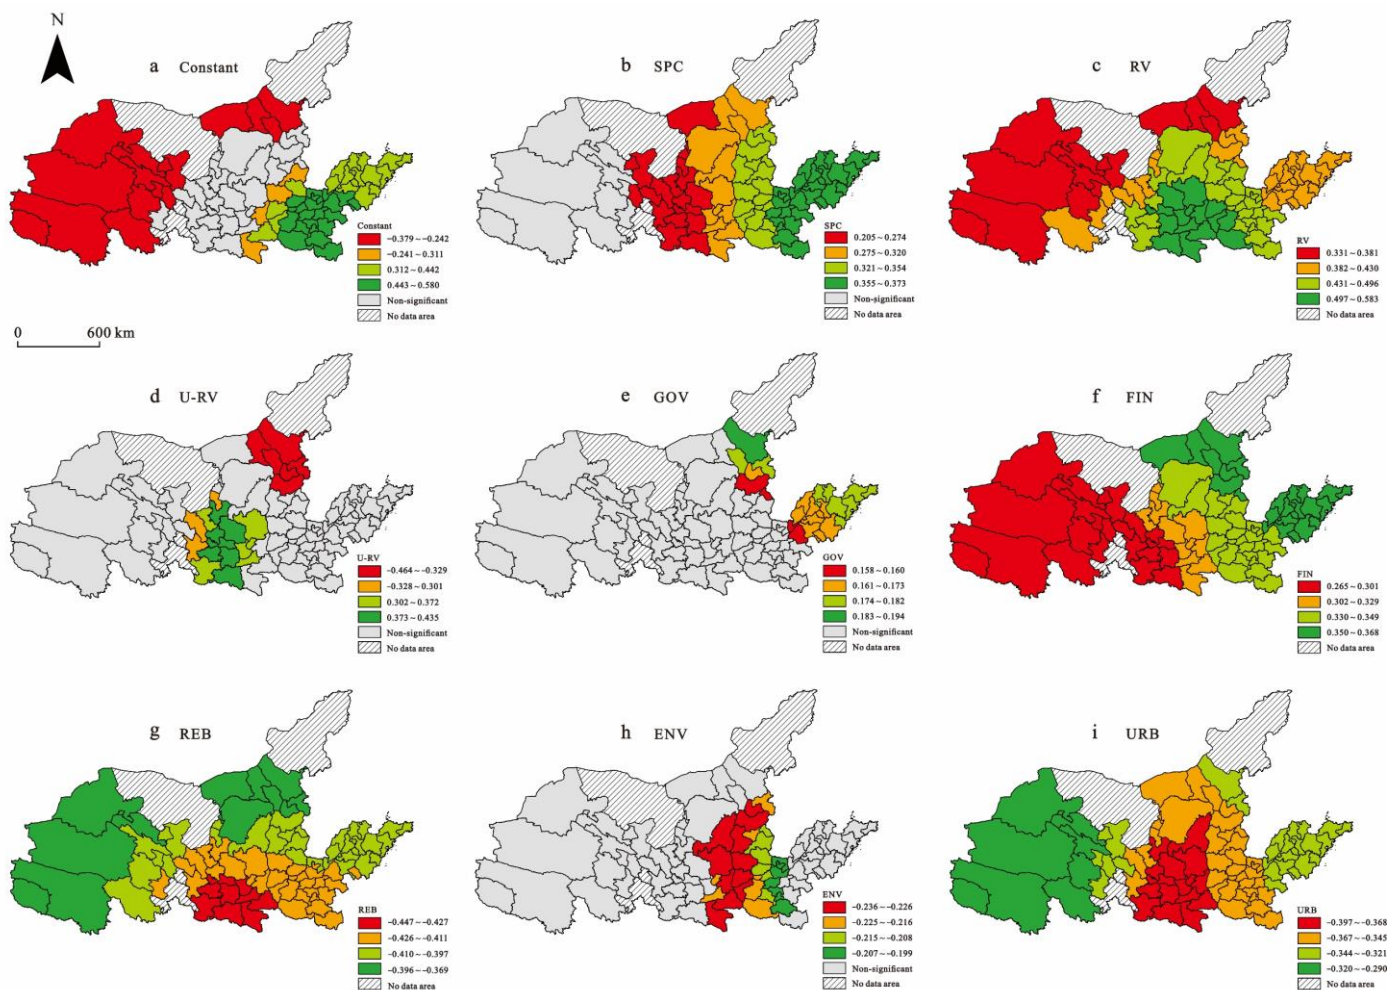 N
a Constant
Constant
−0.379~−0.242
−0.241~0.311
0.312~0.442
0.443~0.580
Non-significant
No data area
b SPC
SPC
0.205~0.274
0.275~0.320
0.321~0.354
0.355~0.373
Non-significant
No data area
c RV
RV
0.331~0.381
0.382~0.430
0.431~0.496
0.497~0.583
No data area
0 600 km
d U-RV
U-RV
−0.464~−0.329
−0.328~0.301
0.302~0.372
0.373~0.435
Non-significant
No data area
e GOV
GOV
0.158~0.160
0.161~0.173
0.174~0.182
0.183~0.194
Non-significant
No data area
f FIN
FIN
0.265~0.301
0.302~0.329
0.330~0.349
0.350~0.368
No data area
g REB
REB
−0.447~−0.427
−0.426~−0.411
−0.410~−0.397
−0.396~−0.369
No data area
h ENV
ENV
−0.236~−0.226
−0.225~−0.216
−0.215~−0.208
−0.207~−0.199
Non-significant
No data area
i URB
URB
−0.397~−0.368
−0.367~−0.345
−0.344~−0.321
−0.320~−0.290
No data area